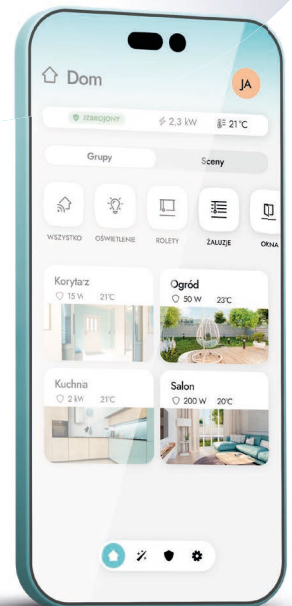 Dom
JA
UZBROJONY 2,3 kW 21°C
Grupy Sceny
WSZYSTKO OŚWIETLENIE ROLETY ŻALUZJE OKNA
Korytarz Ogród
15 W 21°C 50 W 23°C
Kuchnia Salon
2 kW 21°C 200 W 20°C